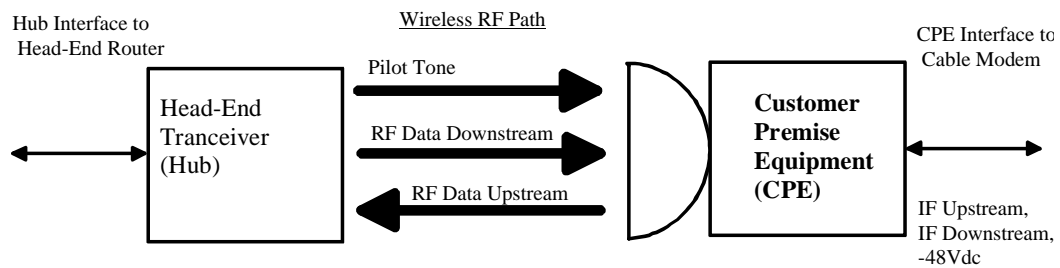 Hub Interface to
Head-End Router
Wireless RF Path
CPE Interface to
Cable Modem
Pilot Tone
Head-End
Tranceiver
(Hub)
RF Data Downstream
RF Data Upstream
Customer
Premise
Equipment
(CPE)
IF Upstream,
IF Downstream,
-48Vdc